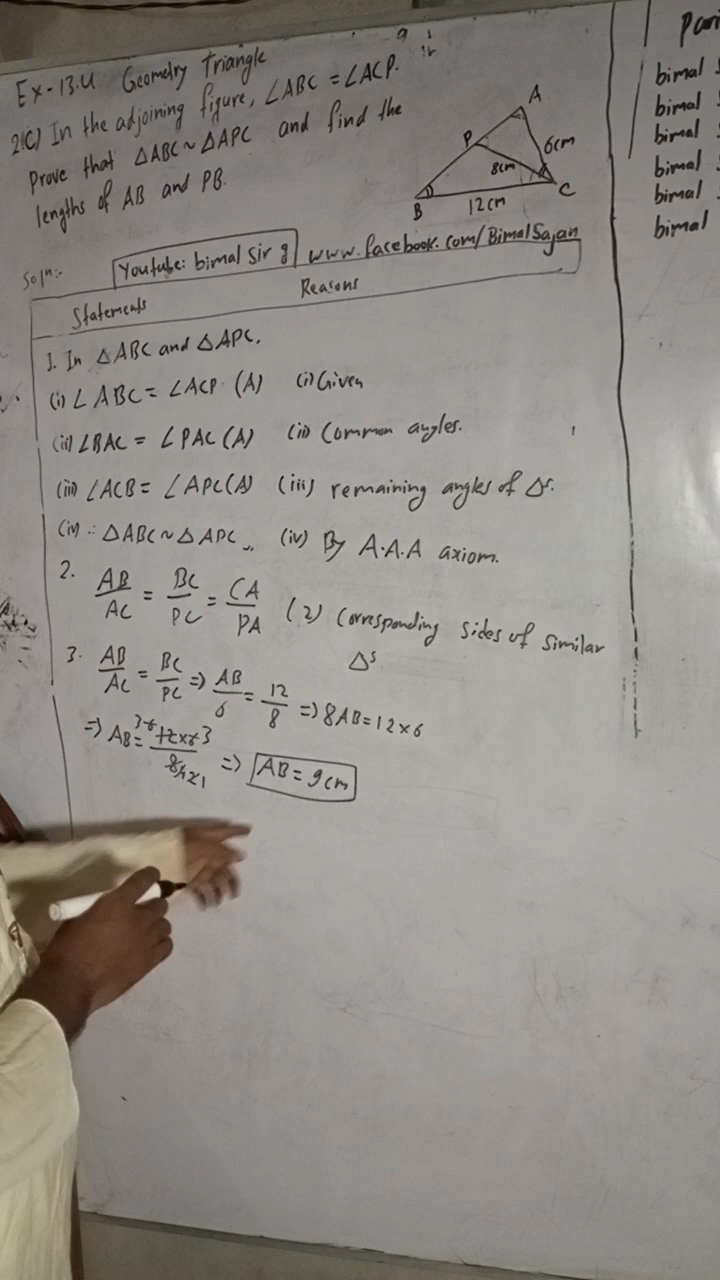 Ex-13.4 Geometry Triangle
2(c) In the adjoining figure, ∠ABC = ∠ACP.
Prove that △ABC ~ △APC and find the
lengths of AB and PB.
A
P
6cm
8cm
B
12cm
C
Soln:-
Youtube: bimal Sir g www.facebook.com/BimalSajan
Statements Reasons
1. In △ABC and △APC,
(i) ∠ABC = ∠ACP (A) (i) Given
(ii) ∠BAC = ∠PAC (A) (ii) Common angles.
(iii) ∠ACB = ∠APC (A) (iii) remaining angles of △s.
(iv) ∴ △ABC ~ △APC (iv) By A.A.A axiom.
2. AB/AC = BC/PC = CA/PA (2) Corresponding sides of similar
△s
3. AB/AC = BC/PC ⇒ AB/6 = 12/8 ⇒ 8AB = 12×6
⇒ AB = ⇒ AB = 9cm
bimal
bimal
bimal
bimal
bimal
bimal